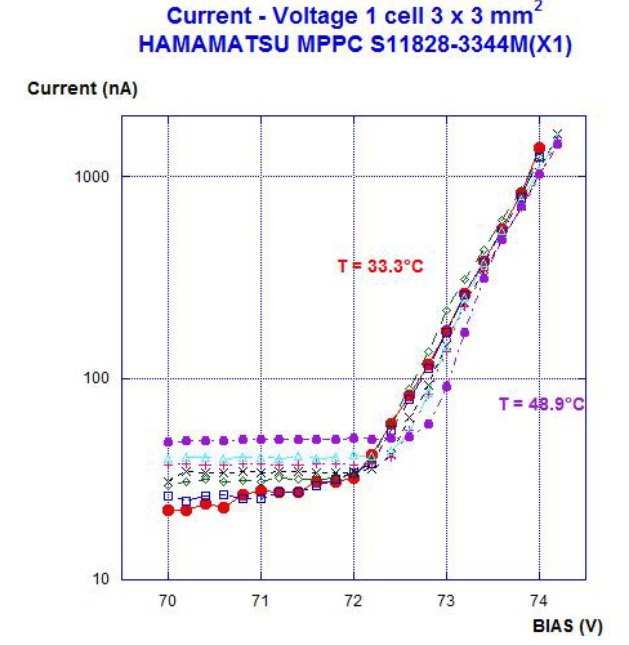 Current - Voltage 1 cell 3 x 3 mm²
HAMAMATSU MPPC S11828-3344M(X1)
Current (nA)
1000
T = 33.3°C
100
T = 48.9°C
10
70 71 72 73 74
BIAS (V)